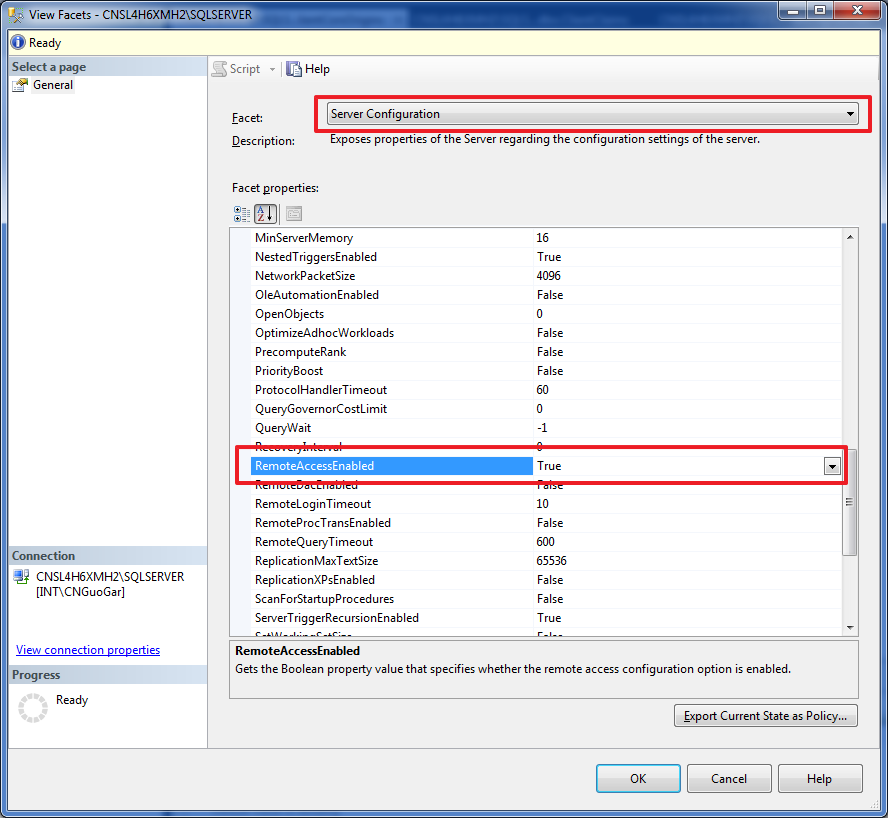 View Facets - CNSL4H6XMH2\SQLSERVER
Ready
Select a page
General
Script
Help
Facet:
Server Configuration
Description:
Exposes properties of the Server regarding the configuration settings of the server.
Facet properties:
MinServerMemory 16
NestedTriggersEnabled True
NetworkPacketSize 4096
OleAutomationEnabled False
OpenObjects 0
OptimizeAdhocWorkloads False
PrecomputeRank False
PriorityBoost False
ProtocolHandlerTimeout 60
QueryGovernorCostLimit 0
QueryWait -1
RecoveryInterval 0
RemoteAccessEnabled True
RemoteDacEnabled False
RemoteLoginTimeout 10
RemoteProcTransEnabled False
RemoteQueryTimeout 600
ReplicationMaxTextSize 65536
ReplicationXPsEnabled False
ScanForStartupProcedures False
ServerTriggerRecursionEnabled True
SetWorkingSetSize False
RemoteAccessEnabled
Gets the Boolean property value that specifies whether the remote access configuration option is enabled.
Connection
CNSL4H6XMH2\SQLSERVER
[INT\CNGuoGar]
View connection properties
Progress
Ready
Export Current State as Policy...
OK
Cancel
Help